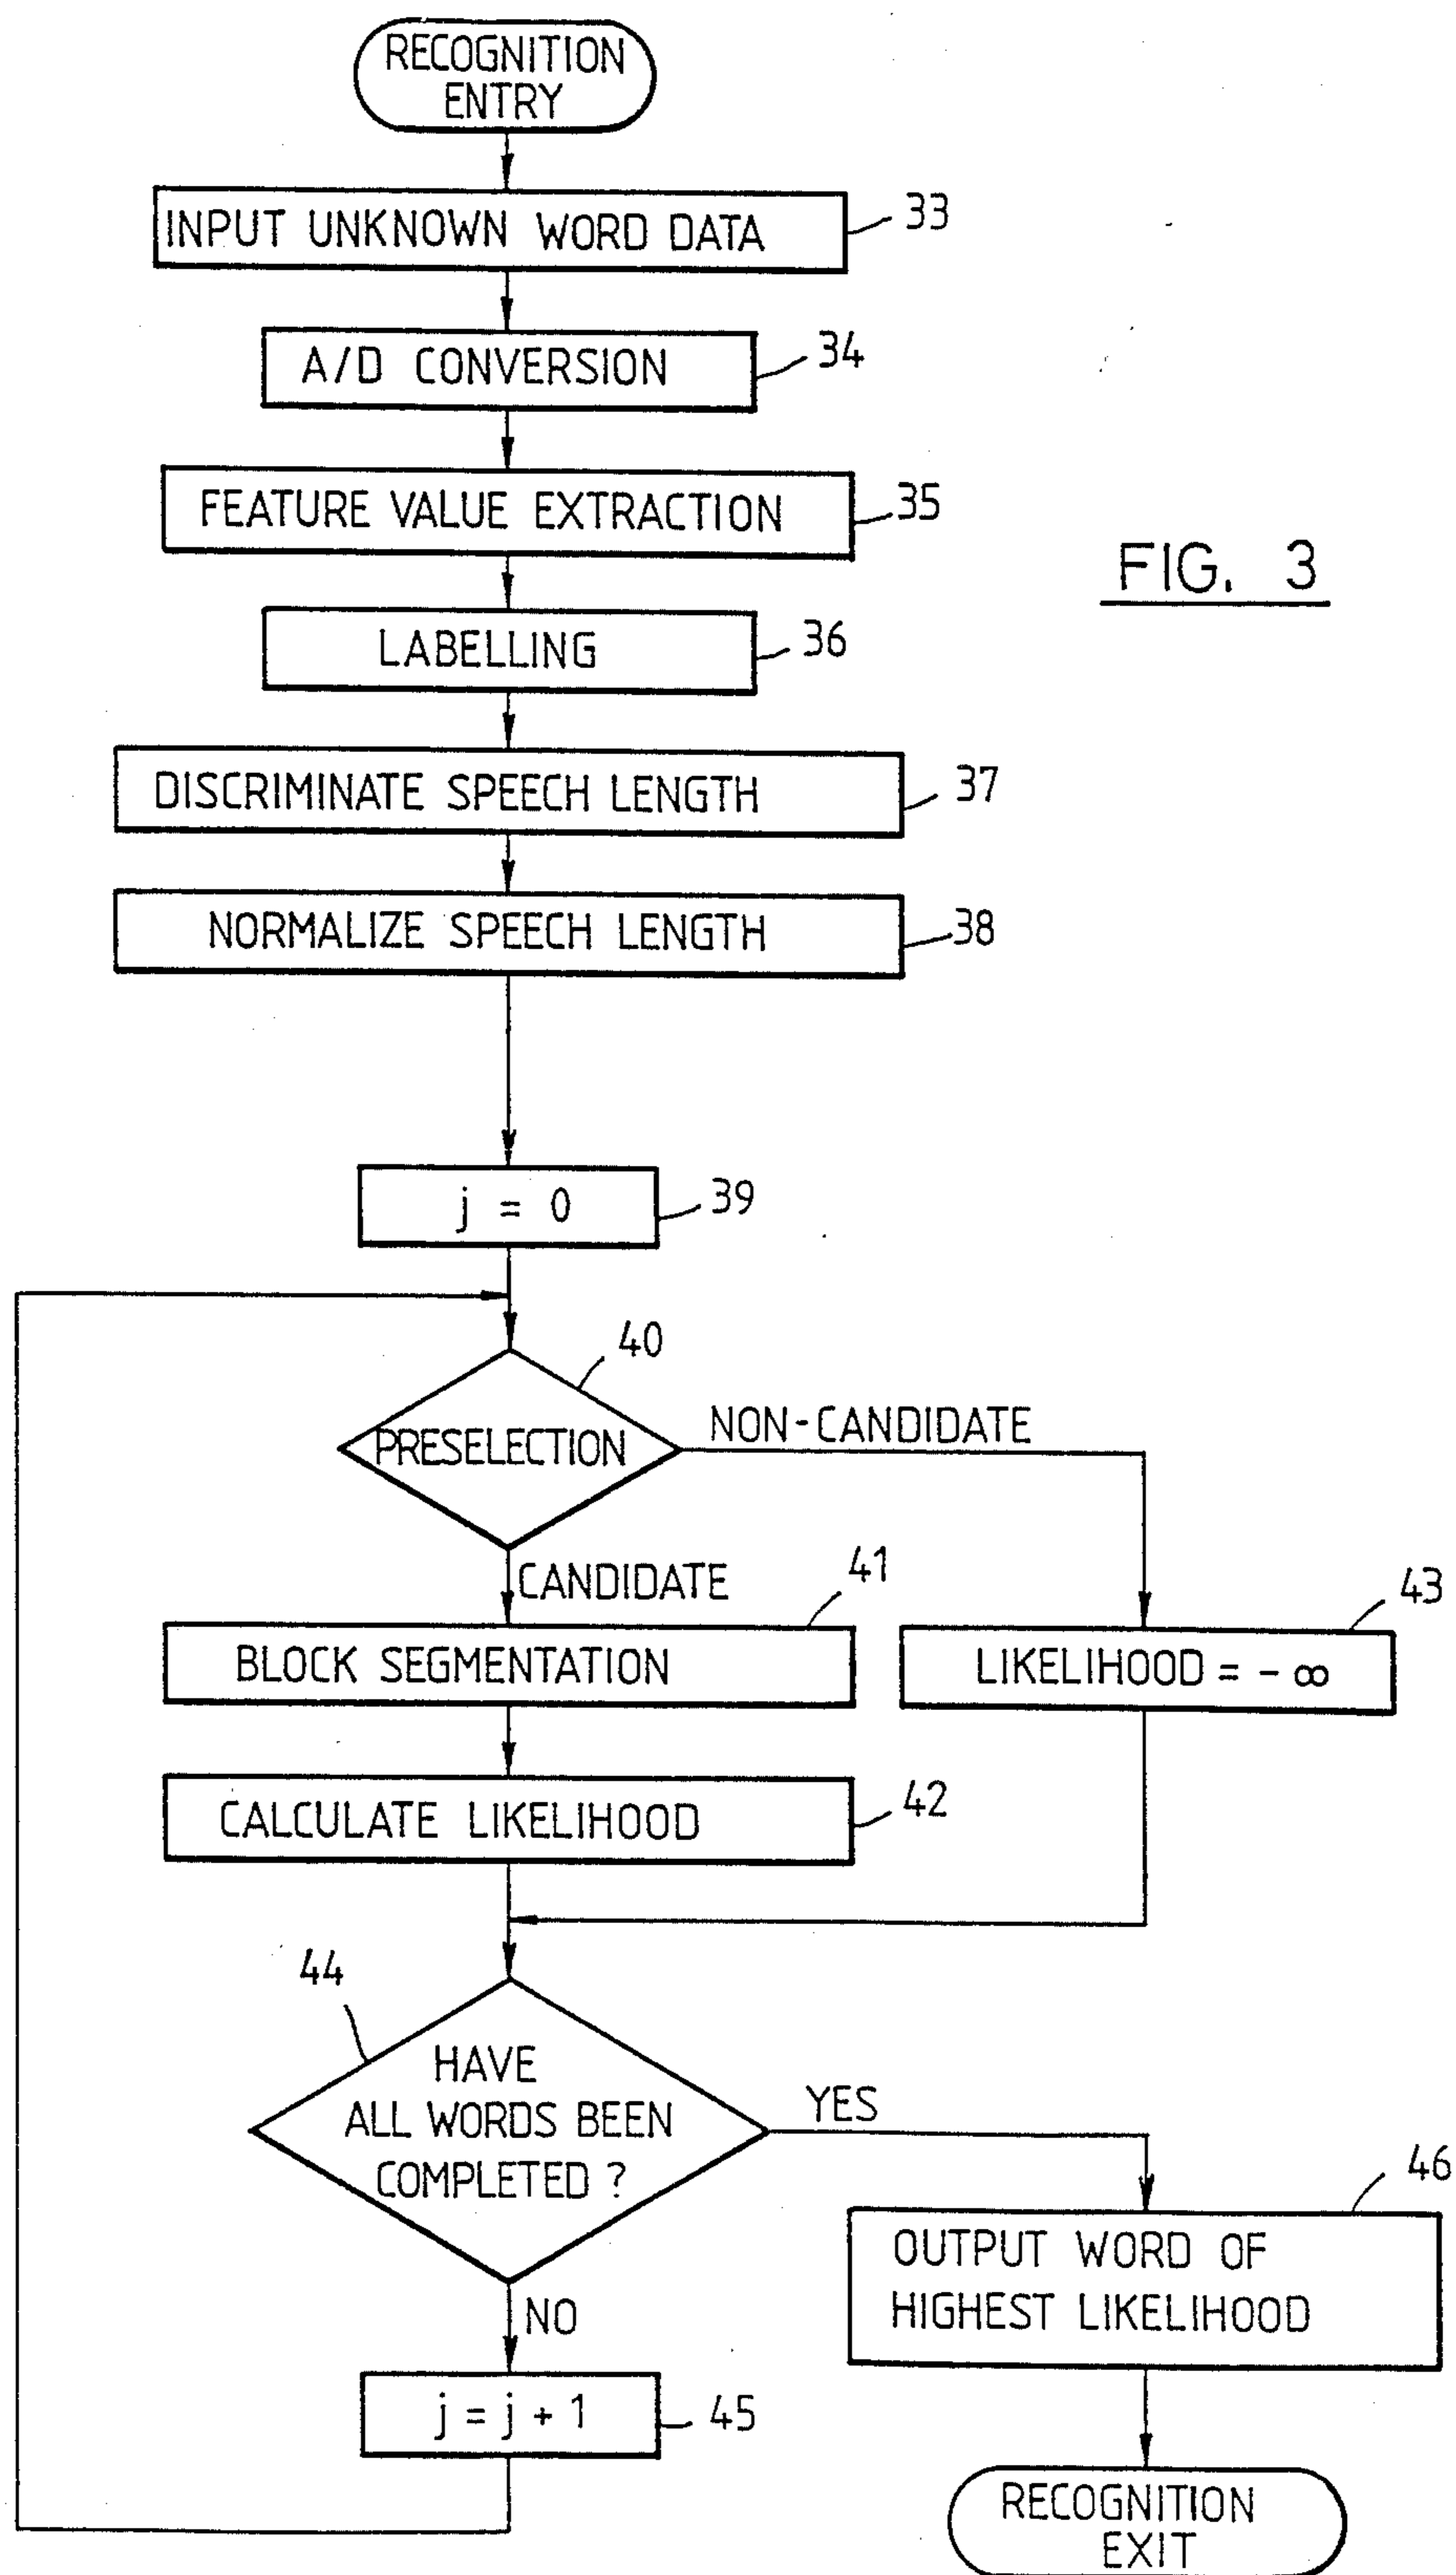 RECOGNITION
ENTRY
INPUT UNKNOWN WORD DATA
33
A/D CONVERSION
34
FEATURE VALUE EXTRACTION
35
FIG. 3
LABELLING
36
DISCRIMINATE SPEECH LENGTH
37
NORMALIZE SPEECH LENGTH
38
j = 0
39
40
PRESELECTION
NON-CANDIDATE
CANDIDATE
41
BLOCK SEGMENTATION
43
LIKELIHOOD = - ∞
CALCULATE LIKELIHOOD
42
44
HAVE
ALL WORDS BEEN
COMPLETED ?
YES
46
OUTPUT WORD OF
HIGHEST LIKELIHOOD
NO
j = j + 1
45
RECOGNITION
EXIT